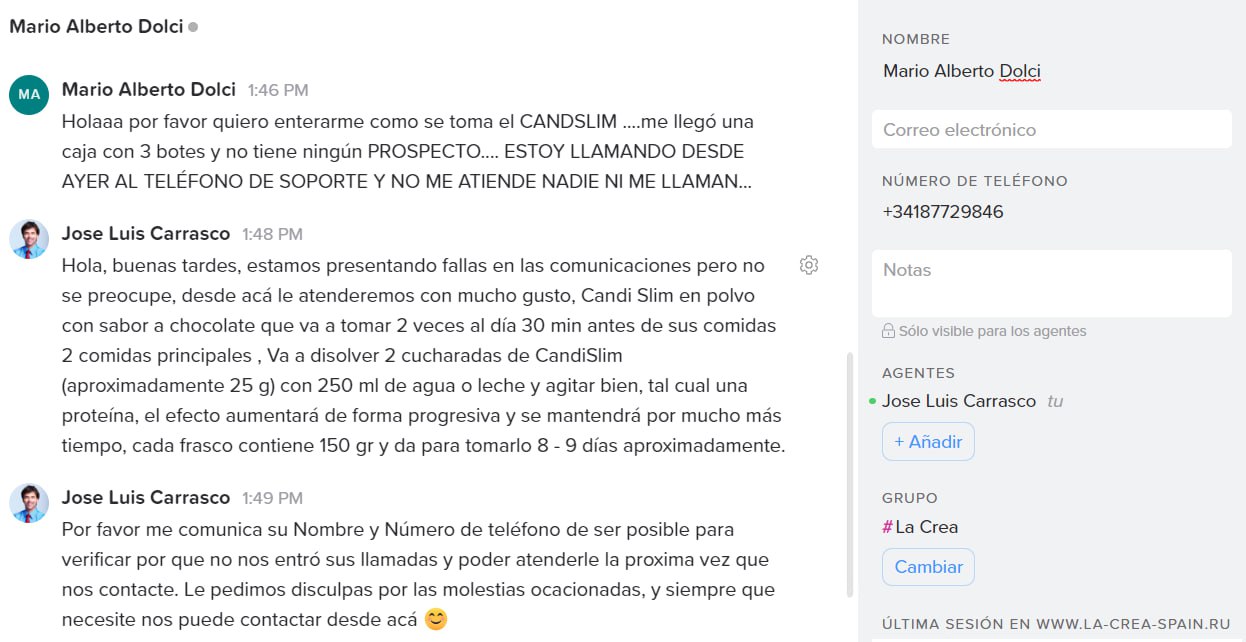 Mario Alberto Dolci
MA
Mario Alberto Dolci 1:46 PM
Holaaa por favor quiero enterarme como se toma el CANDSLIM ....me llegó una
caja con 3 botes y no tiene ningún PROSPECTO.... ESTOY LLAMANDO DESDE
AYER AL TELÉFONO DE SOPORTE Y NO ME ATIENDE NADIE NI ME LLAMAN...
Jose Luis Carrasco 1:48 PM
Hola, buenas tardes, estamos presentando fallas en las comunicaciones pero no
se preocupe, desde acá le atenderemos con mucho gusto, Candi Slim en polvo
con sabor a chocolate que va a tomar 2 veces al día 30 min antes de sus comidas
2 comidas principales , Va a disolver 2 cucharadas de CandiSlim
(aproximadamente 25 g) con 250 ml de agua o leche y agitar bien, tal cual una
proteína, el efecto aumentará de forma progresiva y se mantendrá por mucho más
tiempo, cada frasco contiene 150 gr y da para tomarlo 8 - 9 días aproximadamente.
Jose Luis Carrasco 1:49 PM
Por favor me comunica su Nombre y Número de teléfono de ser posible para
verificar por que no nos entró sus llamadas y poder atenderle la proxima vez que
nos contacte. Le pedimos disculpas por las molestias ocacionadas, y siempre que
necesite nos puede contactar desde acá 😊
NOMBRE
Mario Alberto Dolci
Correo electrónico
NÚMERO DE TELÉFONO
+34187729846
Notas
Sólo visible para los agentes
AGENTES
Jose Luis Carrasco tu
+ Añadir
GRUPO
#La Crea
Cambiar
ÚLTIMA SESIÓN EN WWW.LA-CREA-SPAIN.RU